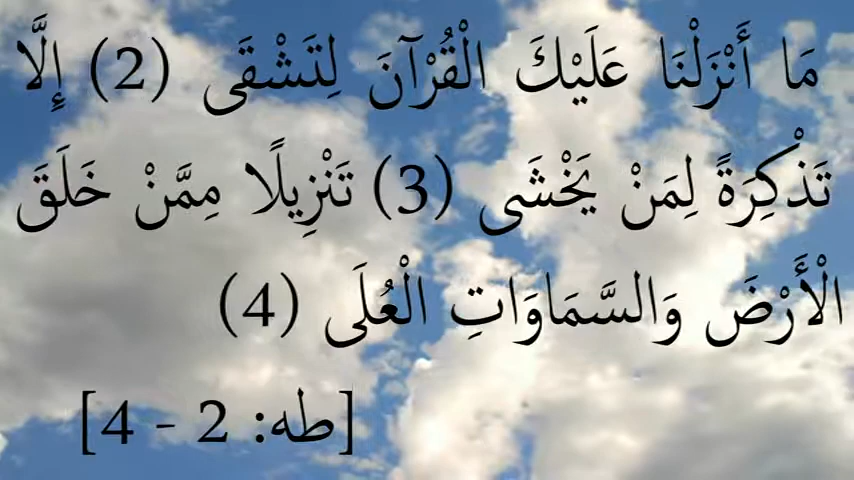 مَا أَنْزَلْنَا عَلَيْكَ الْقُرْآنَ لِتَشْقَى (2) إِلَّا
تَذْكِرَةً لِمَنْ يَخْشَى (3) تَنْزِيلًا مِمَّنْ خَلَقَ
الْأَرْضَ وَالسَّمَاوَاتِ الْعُلَى (4)
[طه: 2 - 4]